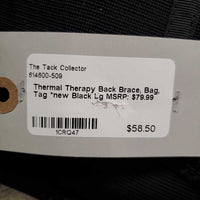 The Tack Collector
614600-509
Thermal Therapy Back Brace, Bag,
Tag *new Black Lg MSRP: $79.99
1CRQ47
$58.50